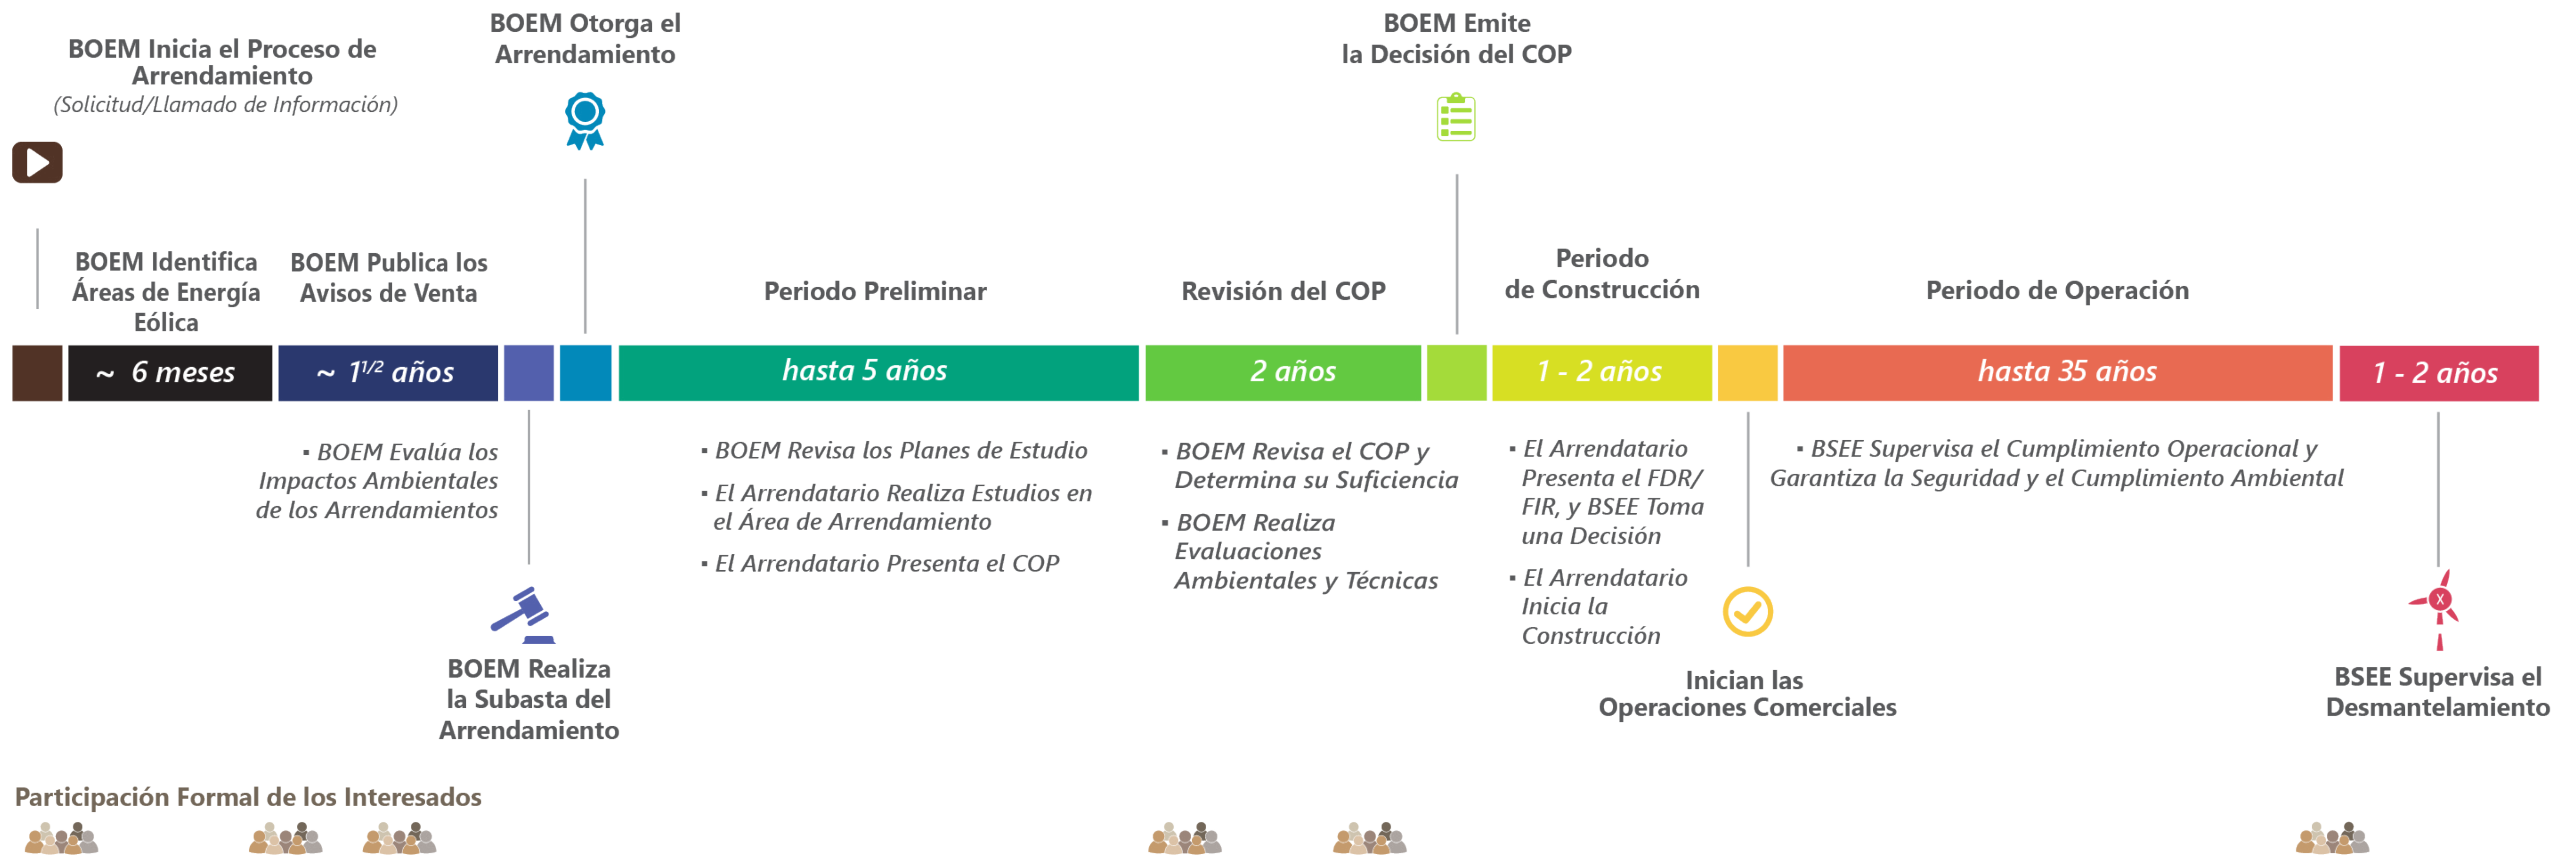 BOEM Inicia el Proceso de
Arrendamiento
(Solicitud/Llamado de Información)
BOEM Otorga el
Arrendamiento
BOEM Emite
la Decisión del COP
BOEM Identifica
Áreas de Energía
Eólica
BOEM Publica los
Avisos de Venta
Periodo Preliminar
Revisión del COP
Periodo
de Construcción
Periodo de Operación
~ 6 meses
~ 1 1/2 años
hasta 5 años
2 años
1 - 2 años
hasta 35 años
1 - 2 años
▪ BOEM Evalúa los
Impactos Ambientales
de los Arrendamientos
▪ BOEM Revisa los Planes de Estudio
▪ El Arrendatario Realiza Estudios en
el Área de Arrendamiento
▪ El Arrendatario Presenta el COP
▪ BOEM Revisa el COP y
Determina su Suficiencia
▪ BOEM Realiza
Evaluaciones
Ambientales y Técnicas
▪ El Arrendatario
Presenta el FDR/
FIR, y BSEE Toma
una Decisión
▪ El Arrendatario
Inicia la
Construcción
▪ BSEE Supervisa el Cumplimiento Operacional y
Garantiza la Seguridad y el Cumplimiento Ambiental
BOEM Realiza
la Subasta del
Arrendamiento
Inician las
Operaciones Comerciales
X
BSEE Supervisa el
Desmantelamiento
Participación Formal de los Interesados